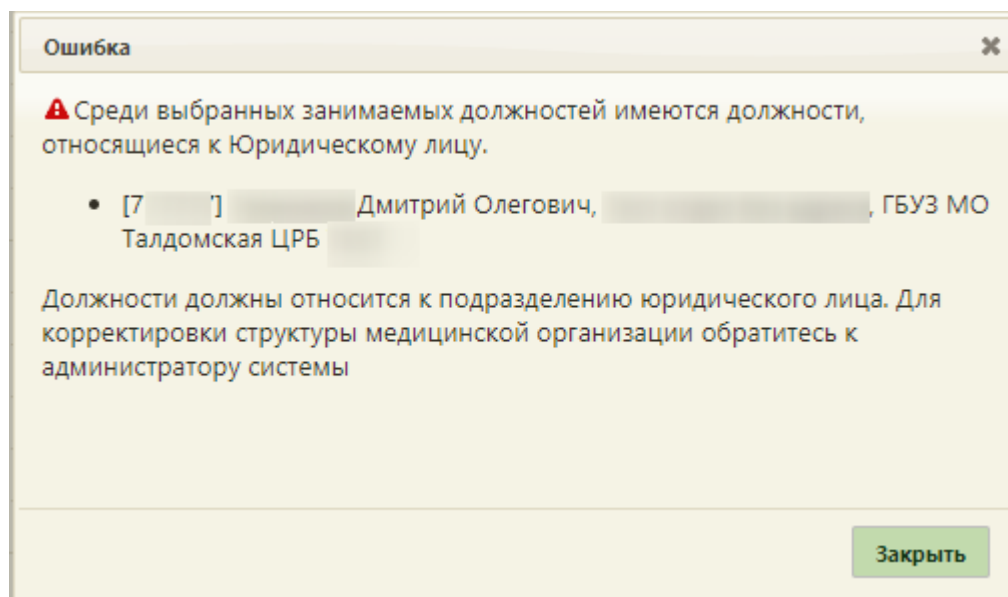 Ошибка
Среди выбранных занимаемых должностей имеются должности,
относящиеся к Юридическому лицу.
[7 '] Дмитрий Олегович, , ГБУЗ МО
Талдомская ЦРБ
Должности должны относится к подразделению юридического лица. Для
корректировки структуры медицинской организации обратитесь к
администратору системы
Закрыть